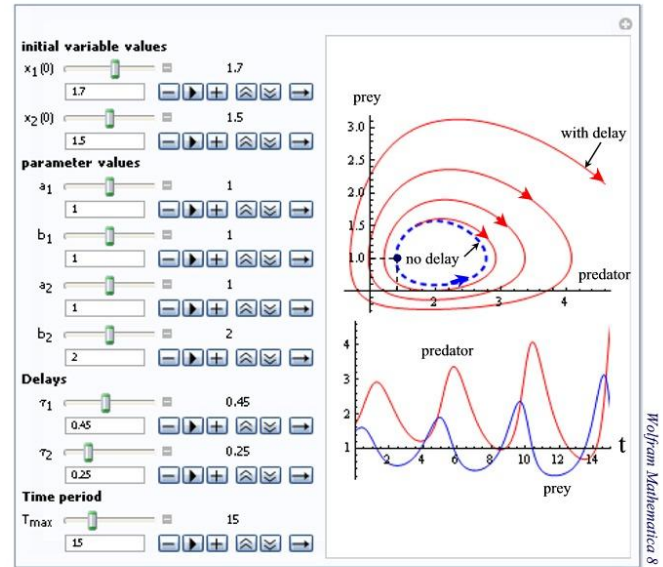 initial variable values
x1(0) 1.7
1.7
x2(0) 1.5
1.5
parameter values
a1 1
1
b1 1
1
a2 1
1
b2 2
2
Delays
τ1 0.45
0.45
τ2 0.25
0.25
Time period
Tmax 15
15
prey
3.0
with delay
2.5
2.0
1.5
1.0 no delay
predator
2 3 4
4
predator
3
2
1
2 4 6 8 10 12 14 t
prey
Wolfram Mathematica 8